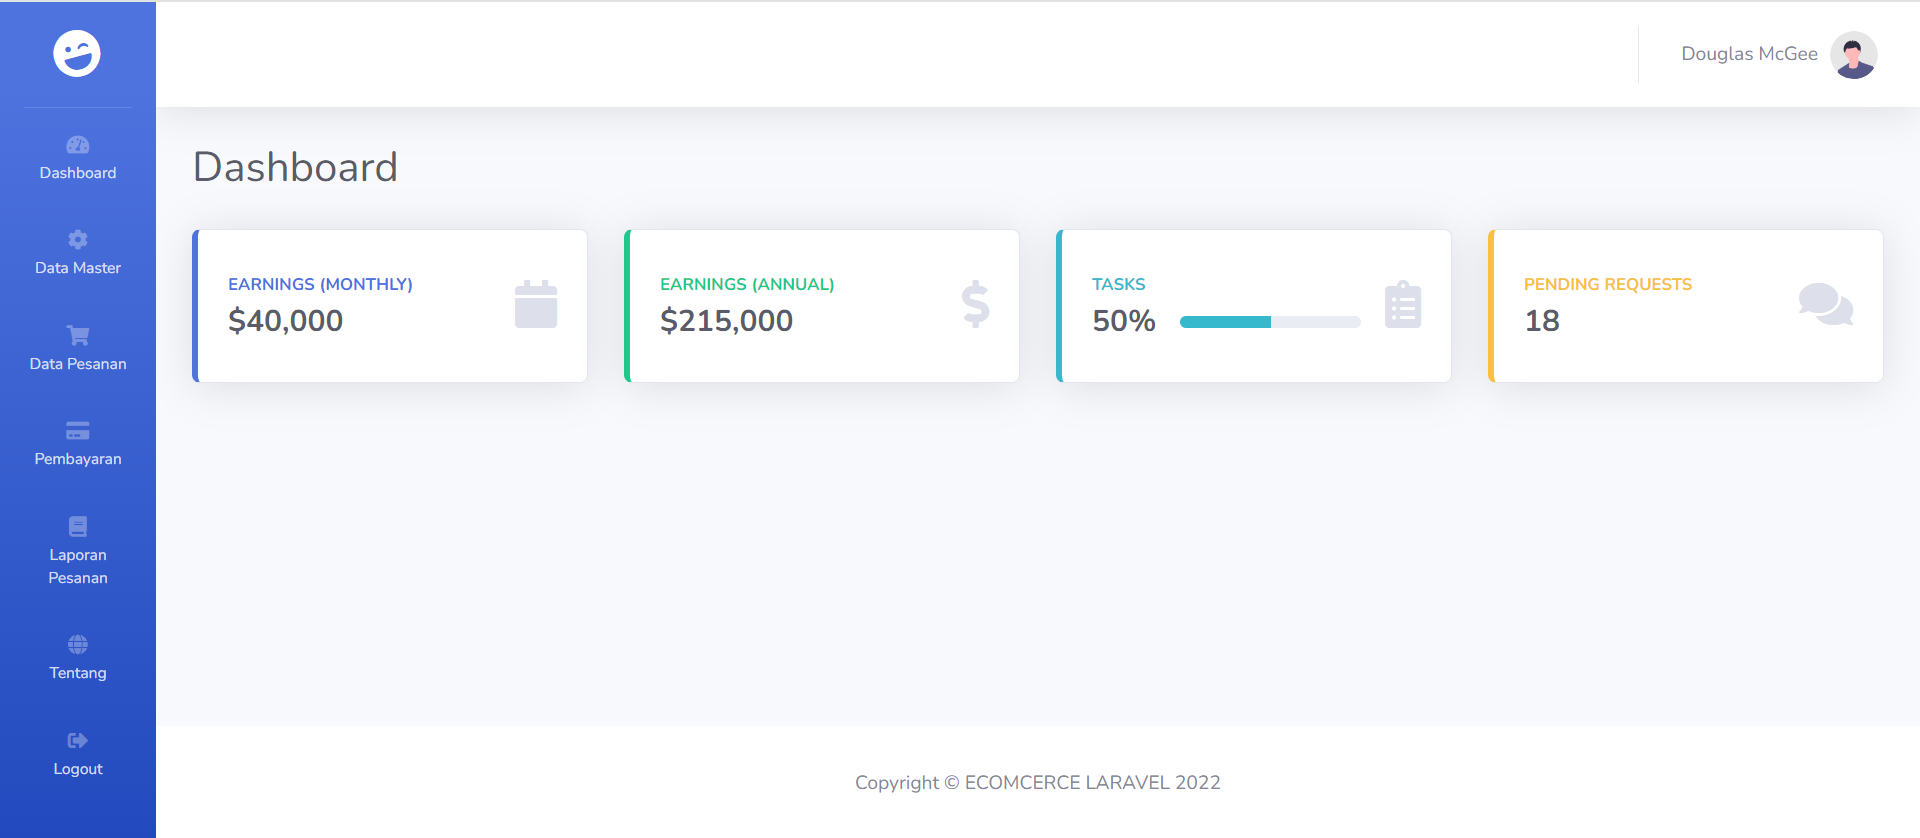 Douglas McGee
Dashboard
Data Master
Data Pesanan
Pembayaran
Laporan
Pesanan
Tentang
Logout
Dashboard
EARNINGS (MONTHLY)
$40,000
EARNINGS (ANNUAL)
$215,000
TASKS
50%
PENDING REQUESTS
18
Copyright © ECOMCERCE LARAVEL 2022